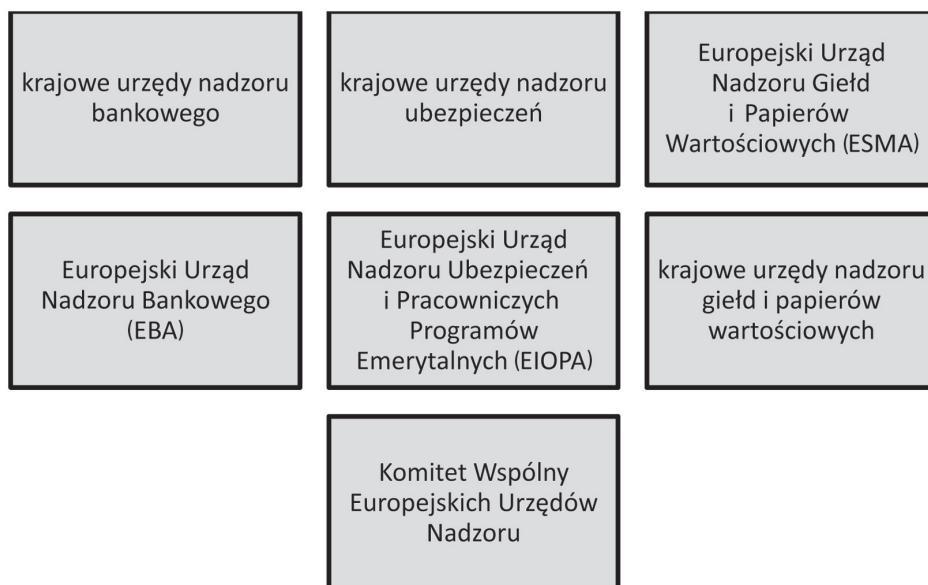 krajowe urzędy nadzoru
bankowego
krajowe urzędy nadzoru
ubezpieczeń
Europejski Urząd
Nadzoru Giełd
i Papierów
Wartościowych (ESMA)
Europejski Urząd
Nadzoru Bankowego
(EBA)
Europejski Urząd
Nadzoru Ubezpieczeń
i Pracowniczych
Programów
Emerytalnych (EIOPA)
krajowe urzędy nadzoru
giełd i papierów
wartościowych
Komitet Wspólny
Europejskich Urzędów
Nadzoru